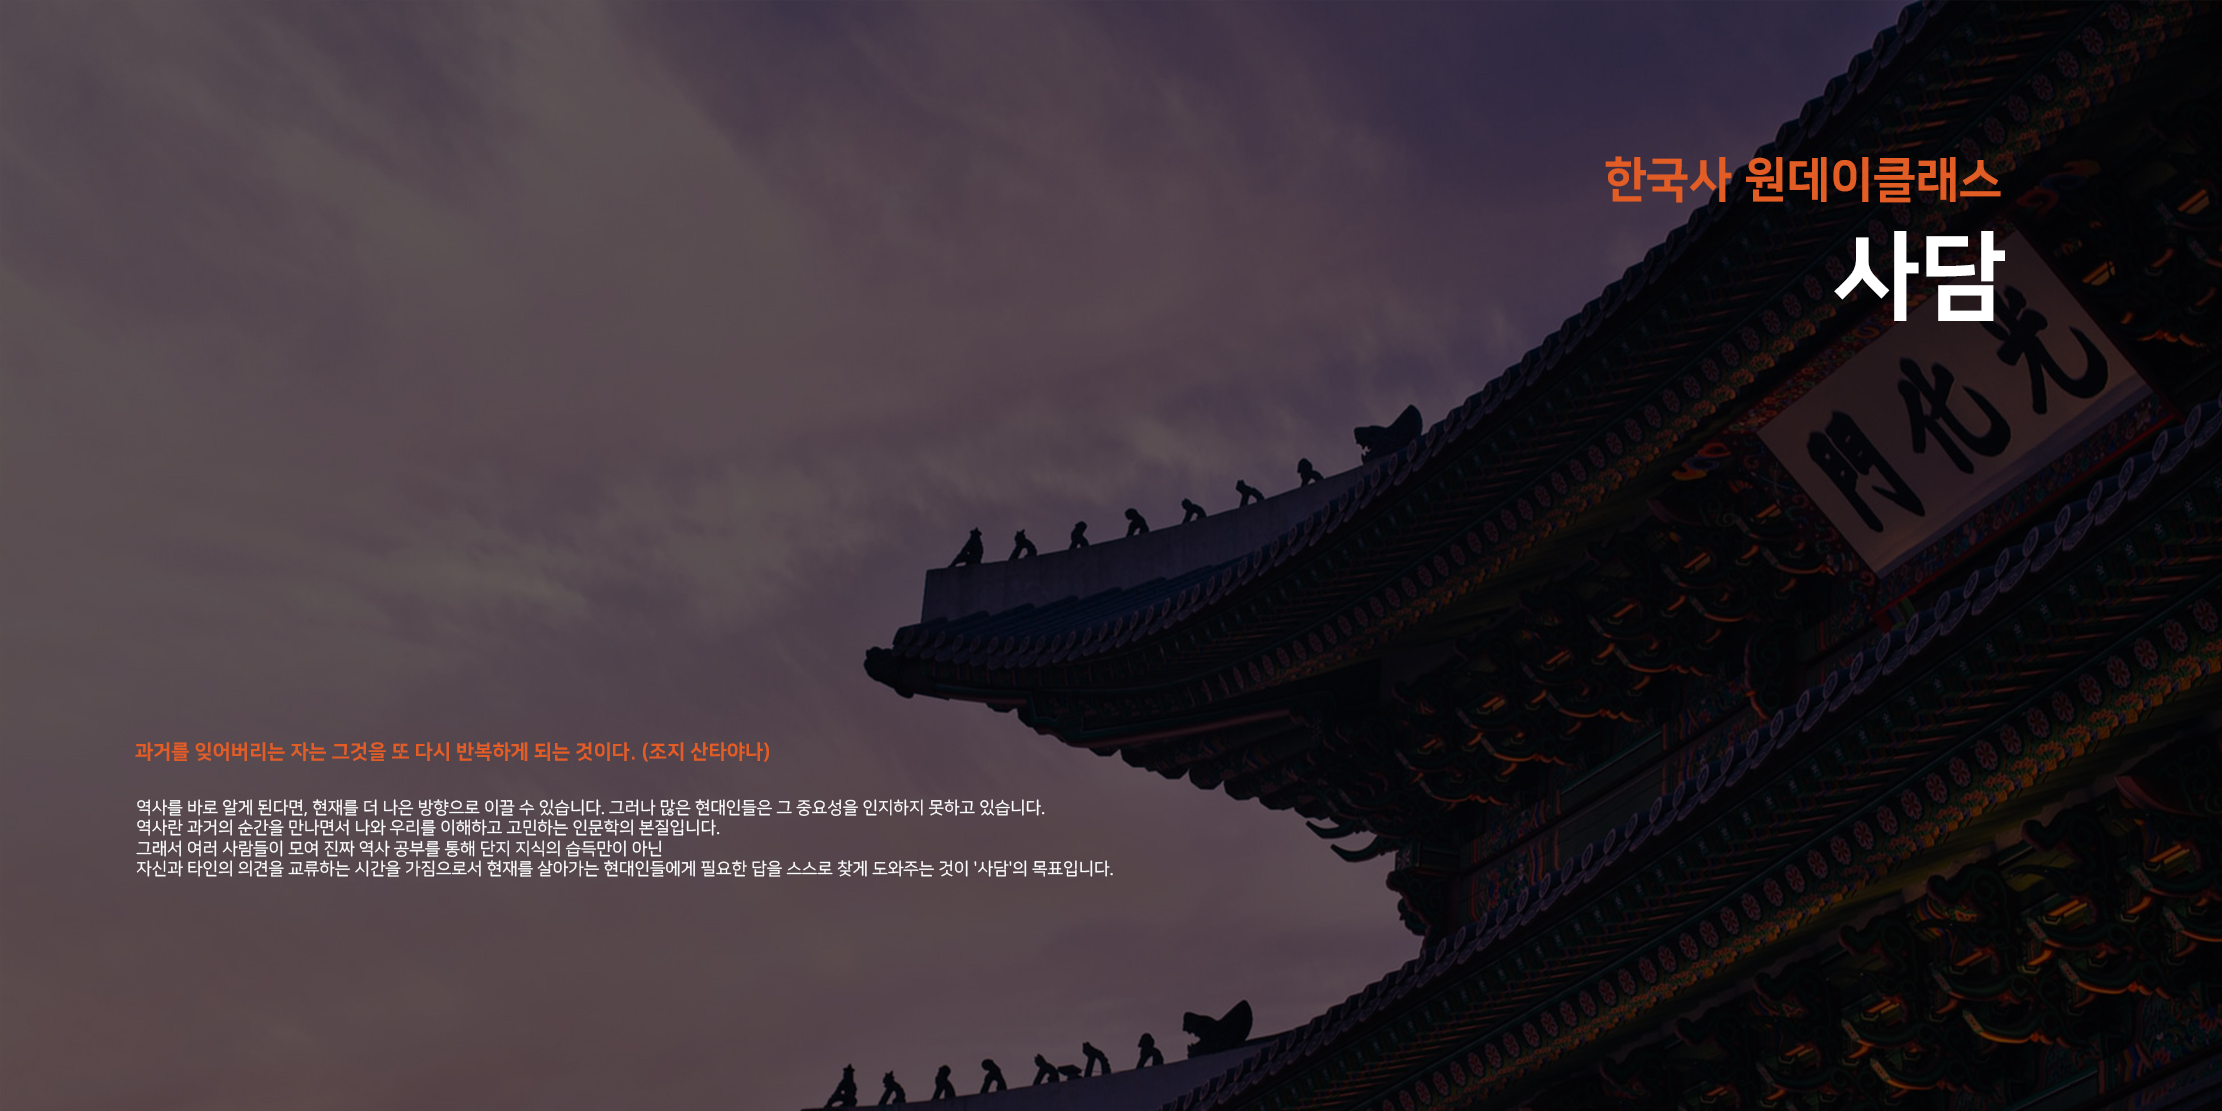 한국사 원데이클래스
사담
光化門
과거를 잊어버리는 자는 그것을 또 다시 반복하게 되는 것이다. (조지 산타야나)
역사를 바로 알게 된다면, 현재를 더 나은 방향으로 이끌 수 있습니다. 그러나 많은 현대인들은 그 중요성을 인지하지 못하고 있습니다.
역사란 과거의 순간을 만나면서 나와 우리를 이해하고 고민하는 인문학의 본질입니다.
그래서 여러 사람들이 모여 진짜 역사 공부를 통해 단지 지식의 습득만이 아닌
자신과 타인의 의견을 교류하는 시간을 가짐으로서 현재를 살아가는 현대인들에게 필요한 답을 스스로 찾게 도와주는 것이 '사담'의 목표입니다.